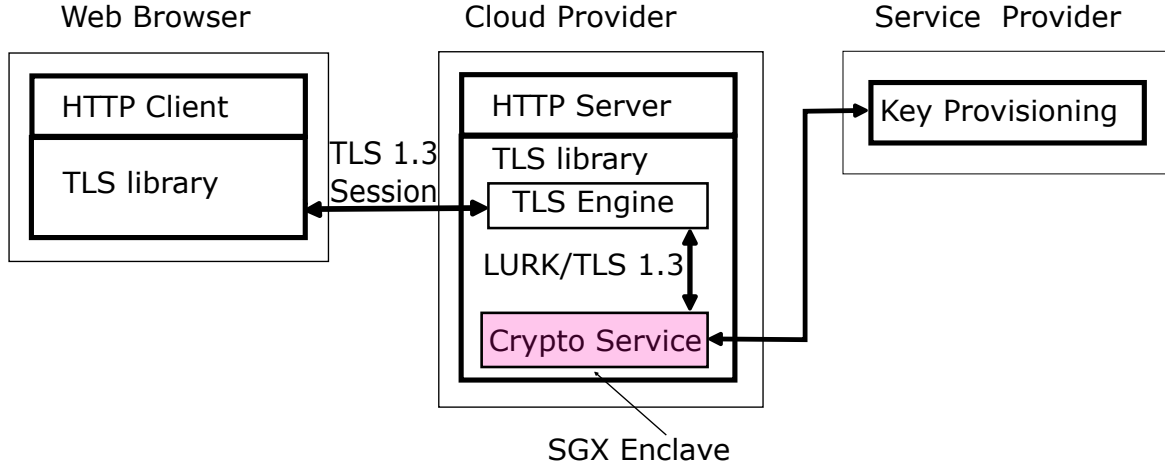 Web Browser
Cloud Provider
Service Provider
HTTP Client
TLS library
TLS 1.3
Session
HTTP Server
TLS library
TLS Engine
LURK/TLS 1.3
Crypto Service
Key Provisioning
SGX Enclave